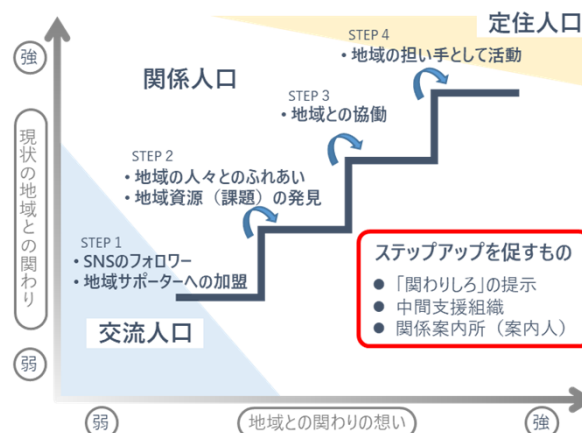 定住人口
STEP 4
・地域の担い手として活動
強
関係人口
STEP 3
・地域との協働
現状の地域との関わり
STEP 2
・地域の人々とのふれあい
・地域資源（課題）の発見
STEP 1
・SNSのフォロワー
・地域サポーターへの加盟
ステップアップを促すもの
● 「関わりしろ」の提示
● 中間支援組織
● 関係案内所（案内人）
交流人口
弱
弱
地域との関わりの想い
強